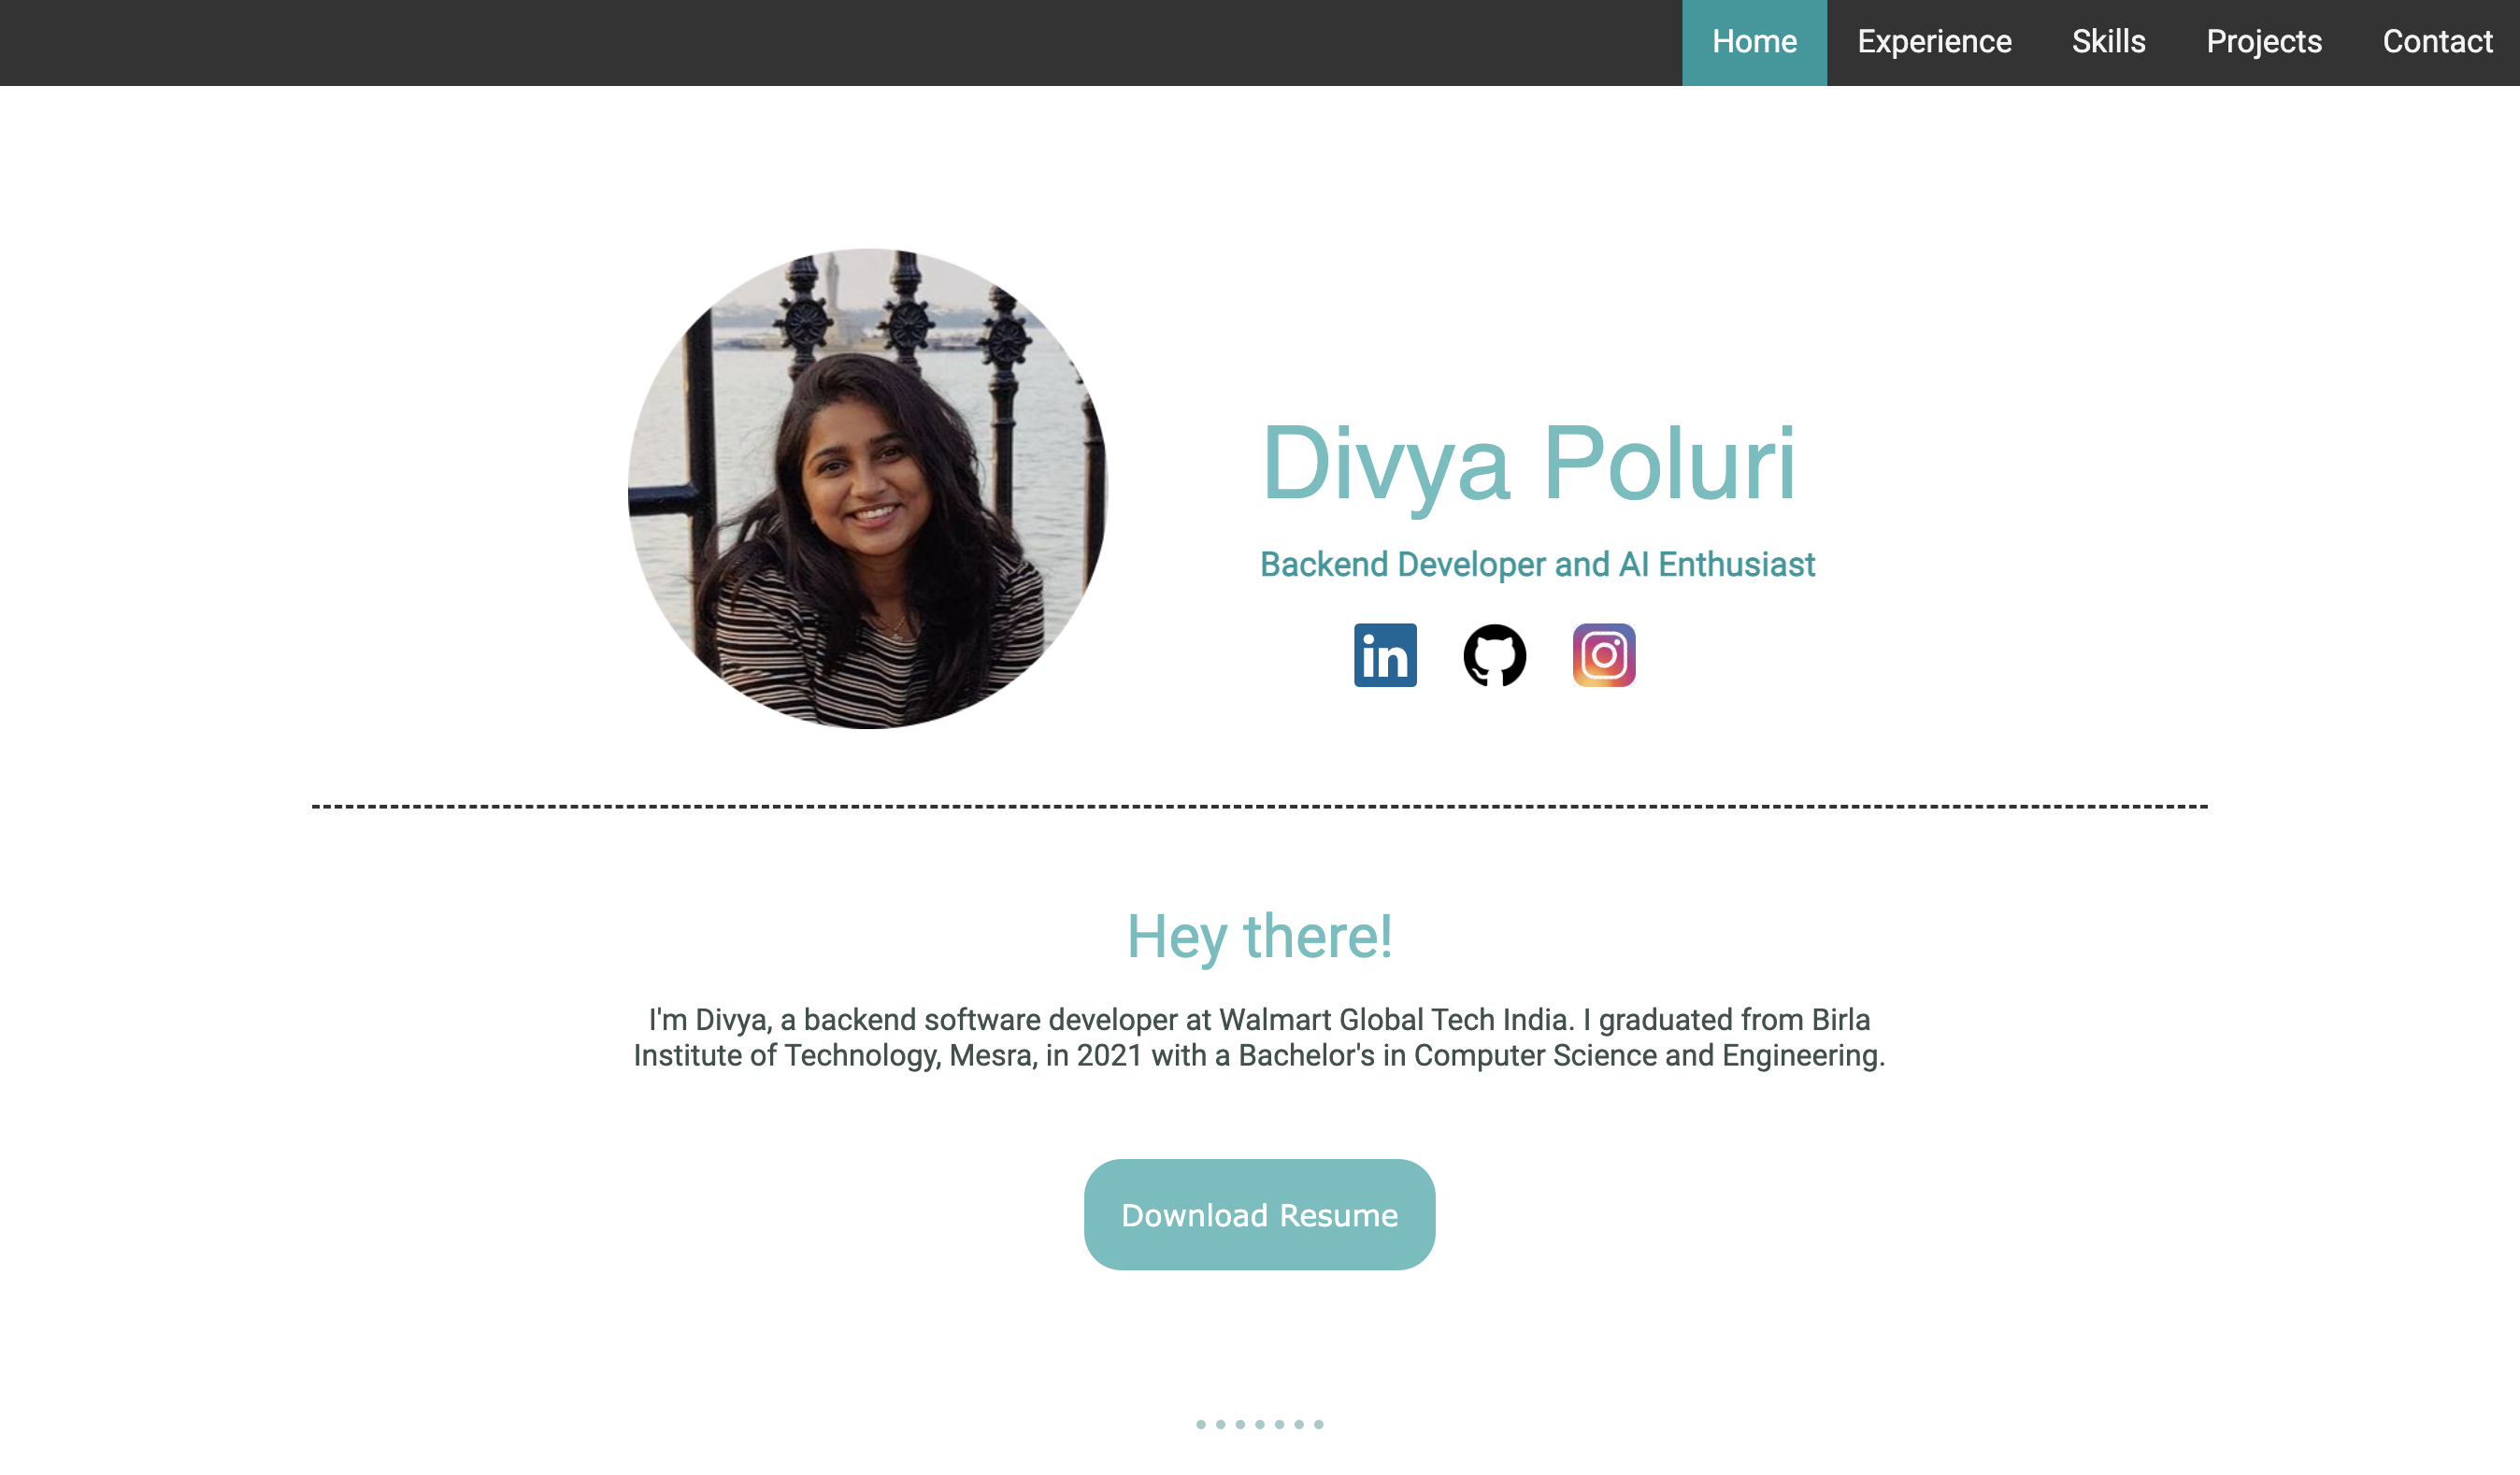 Home Experience Skills Projects Contact
Divya Poluri
Backend Developer and AI Enthusiast
in
Hey there!
I'm Divya, a backend software developer at Walmart Global Tech India. I graduated from Birla
Institute of Technology, Mesra, in 2021 with a Bachelor's in Computer Science and Engineering.
Download Resume